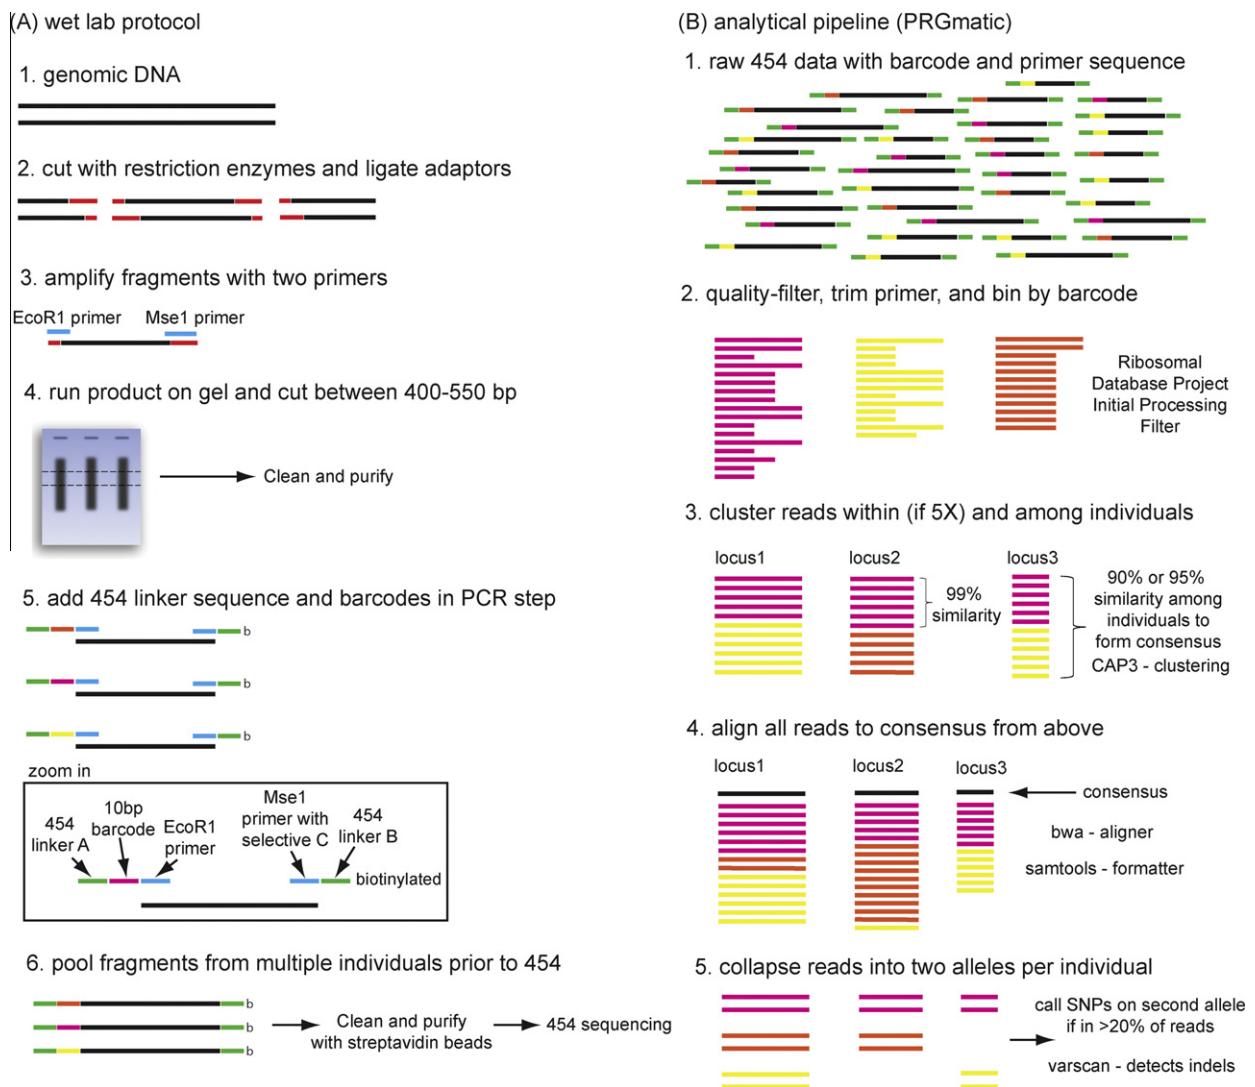 (A) wet lab protocol
1. genomic DNA
2. cut with restriction enzymes and ligate adaptors
3. amplify fragments with two primers
EcoR1 primer
Mse1 primer
4. run product on gel and cut between 400-550 bp
Clean and purify
5. add 454 linker sequence and barcodes in PCR step
b
b
b
zoom in
454
linker A
10bp
barcode
EcoR1
primer
Mse1
primer with
selective C
454
linker B
biotinylated
6. pool fragments from multiple individuals prior to 454
b
b
b
Clean and purify
with streptavidin beads
454 sequencing
(B) analytical pipeline (PRGmatic)
1. raw 454 data with barcode and primer sequence
2. quality-filter, trim primer, and bin by barcode
Ribosomal
Database Project
Initial Processing
Filter
3. cluster reads within (if 5X) and among individuals
locus1
locus2
locus3
99%
similarity
90% or 95%
similarity among
individuals to
form consensus
CAP3 - clustering
4. align all reads to consensus from above
locus1
locus2
locus3
consensus
bwa - aligner
samtools - formatter
5. collapse reads into two alleles per individual
call SNPs on second allele
if in >20% of reads
varscan - detects indels